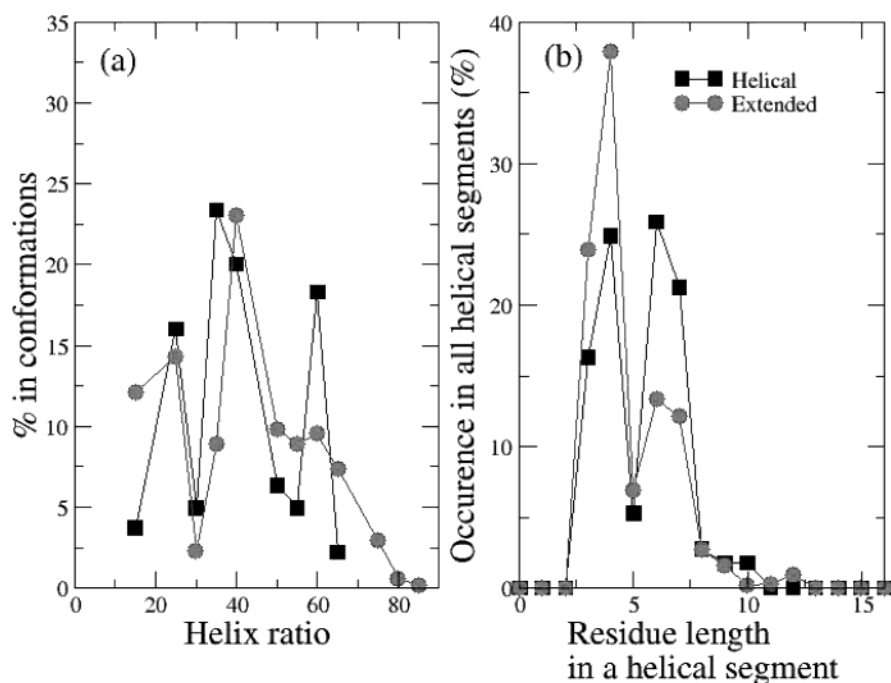 (a)
35
30
25
20
15
10
5
0
% in conformations
20
40
60
80
Helix ratio
(b)
Helical
Extended
40
30
20
10
0
Occurence in all helical segments (%)
0
5
10
15
Residue length
in a helical segment